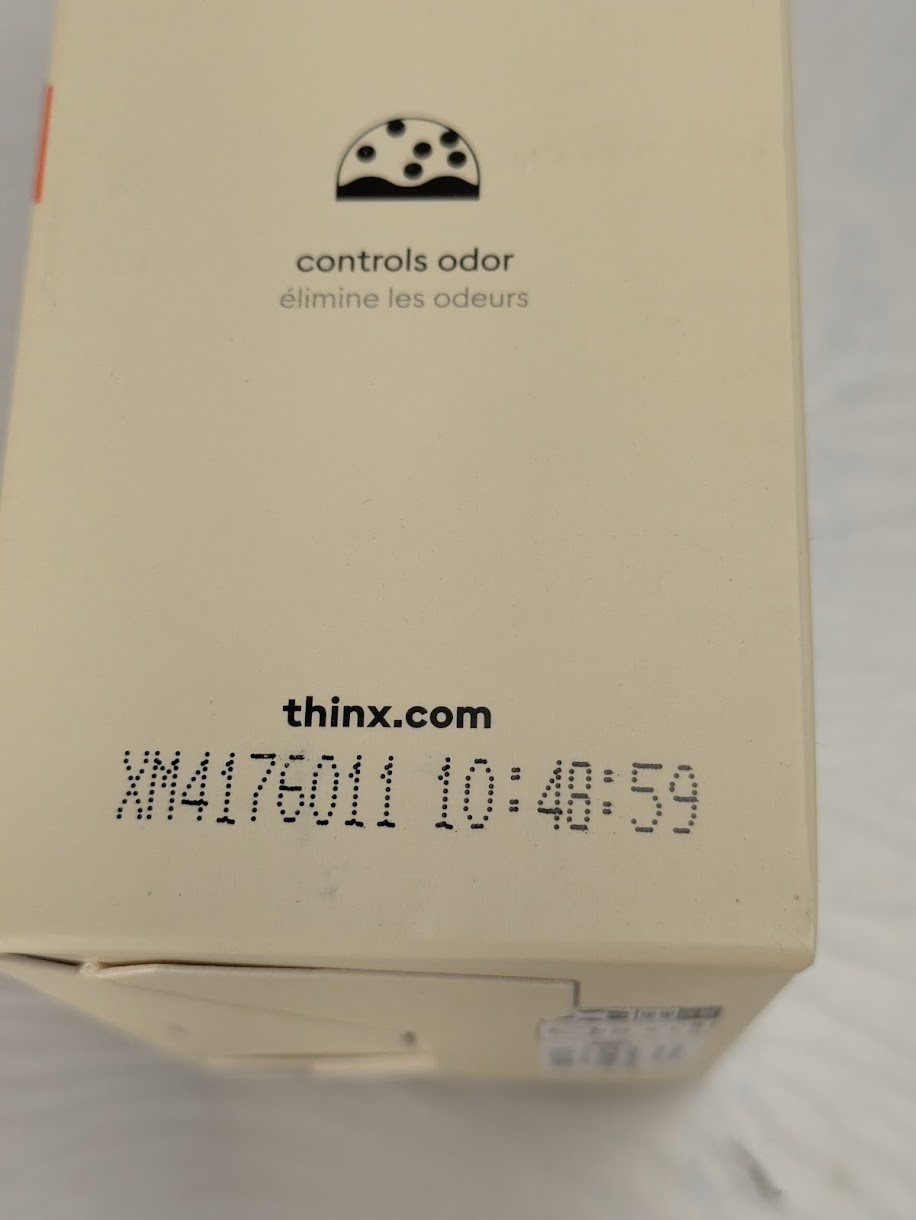 controls odor
élimine les odeurs
thinx.com
XM4176011 10:48:59